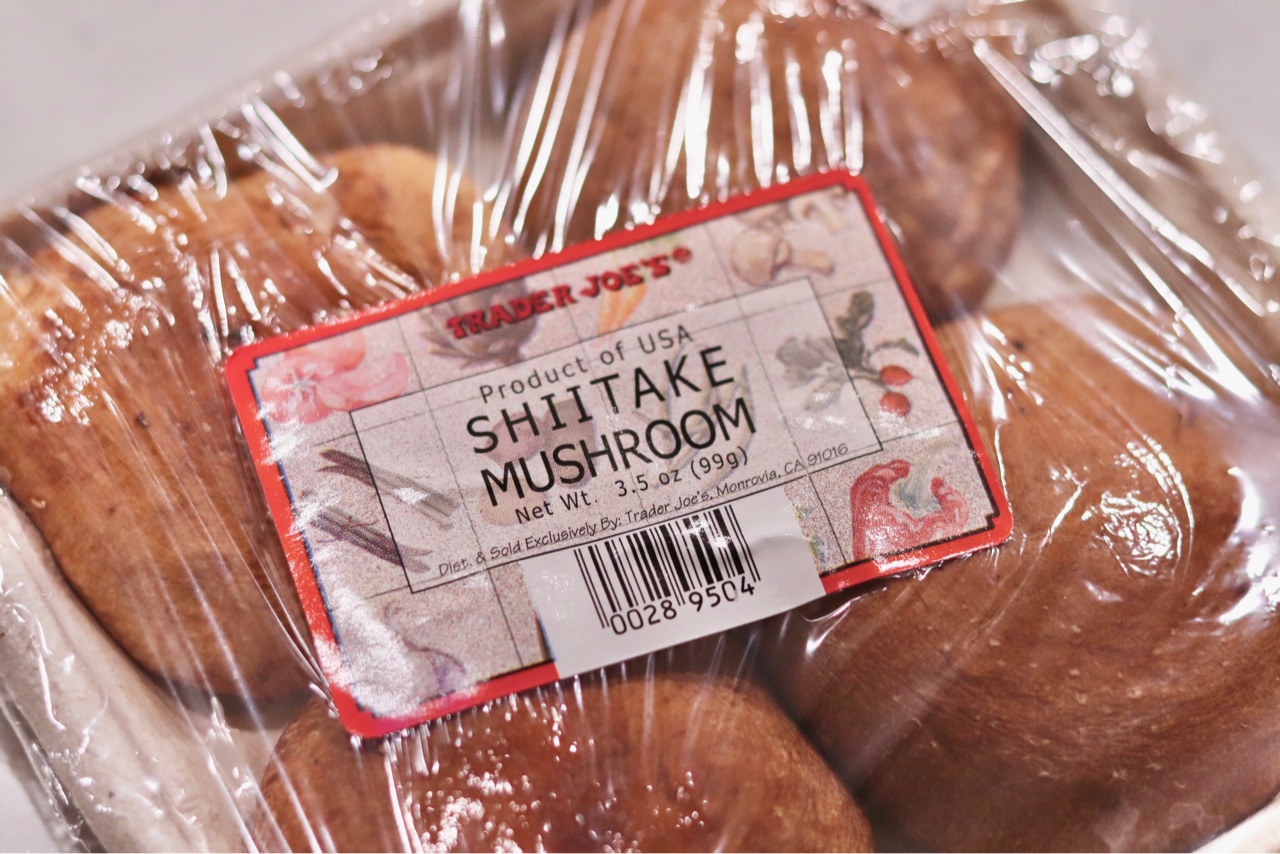 TRADER JOE'S®
Product of USA
SHIITAKE
MUSHROOM
Net Wt. 3.5 oz (99g)
Dist. & Sold Exclusively By: Trader Joe's, Monrovia, CA 91016
0028 9504